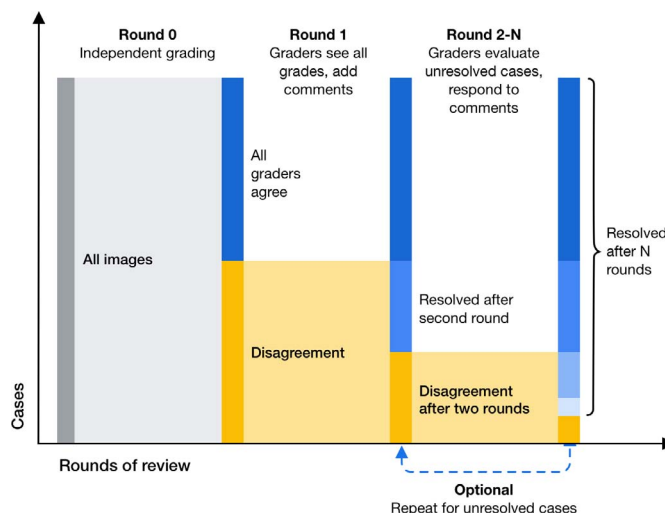 Round 0
Independent grading
Round 1
Graders see all
grades, add
comments
Round 2-N
Graders evaluate
unresolved cases,
respond to
comments
All
graders
agree
Resolved
after N
rounds
All images
Resolved after
second round
Disagreement
Disagreement
after two rounds
Cases
Rounds of review
Optional
Repeat for unresolved cases